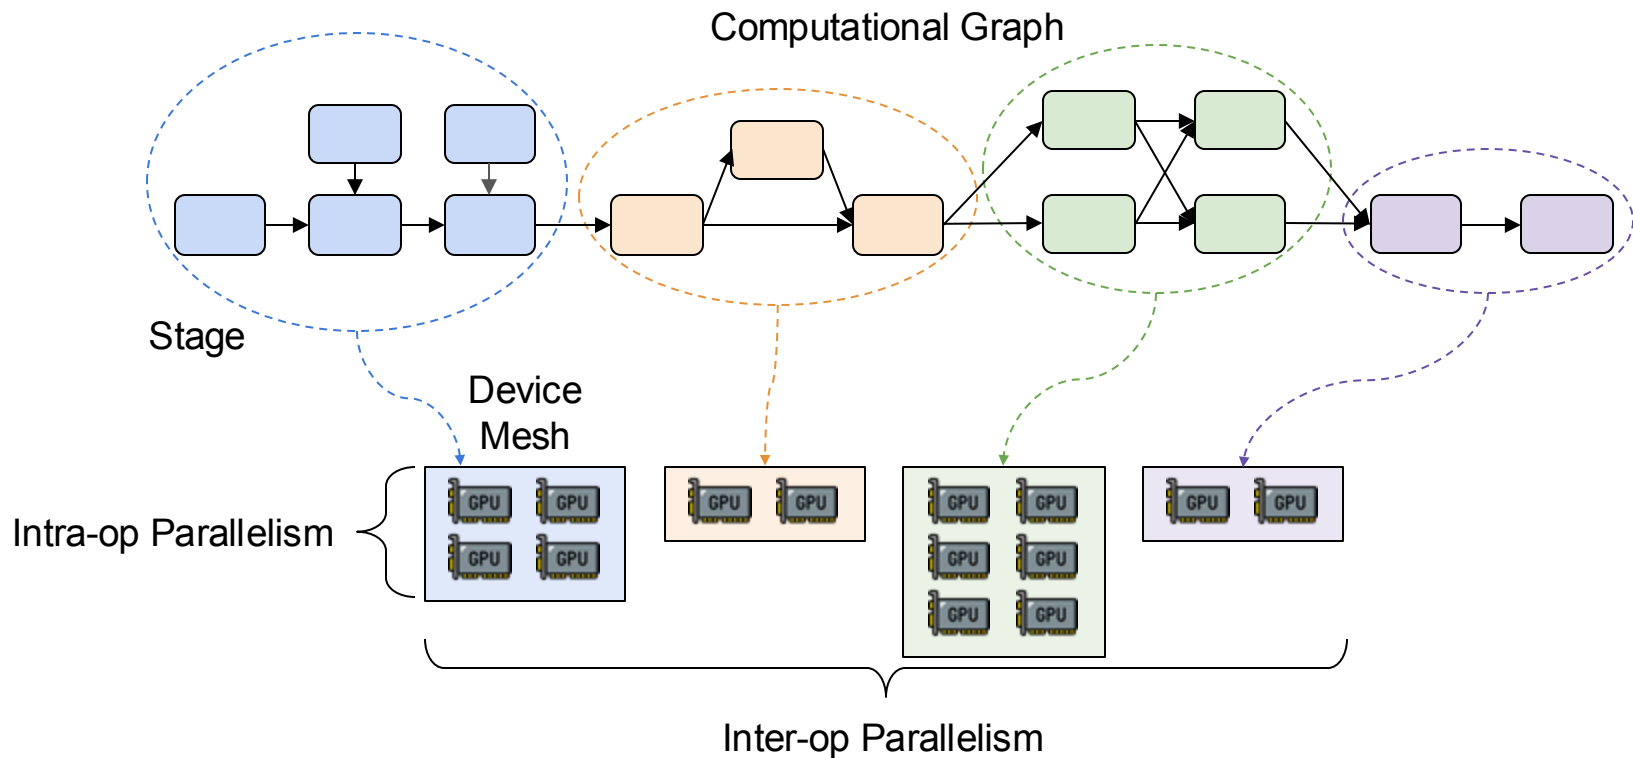 Computational Graph
Stage
Device
Mesh
Intra-op Parallelism
GPU GPU GPU GPU GPU GPU GPU GPU
GPU GPU GPU GPU
GPU GPU
Inter-op Parallelism